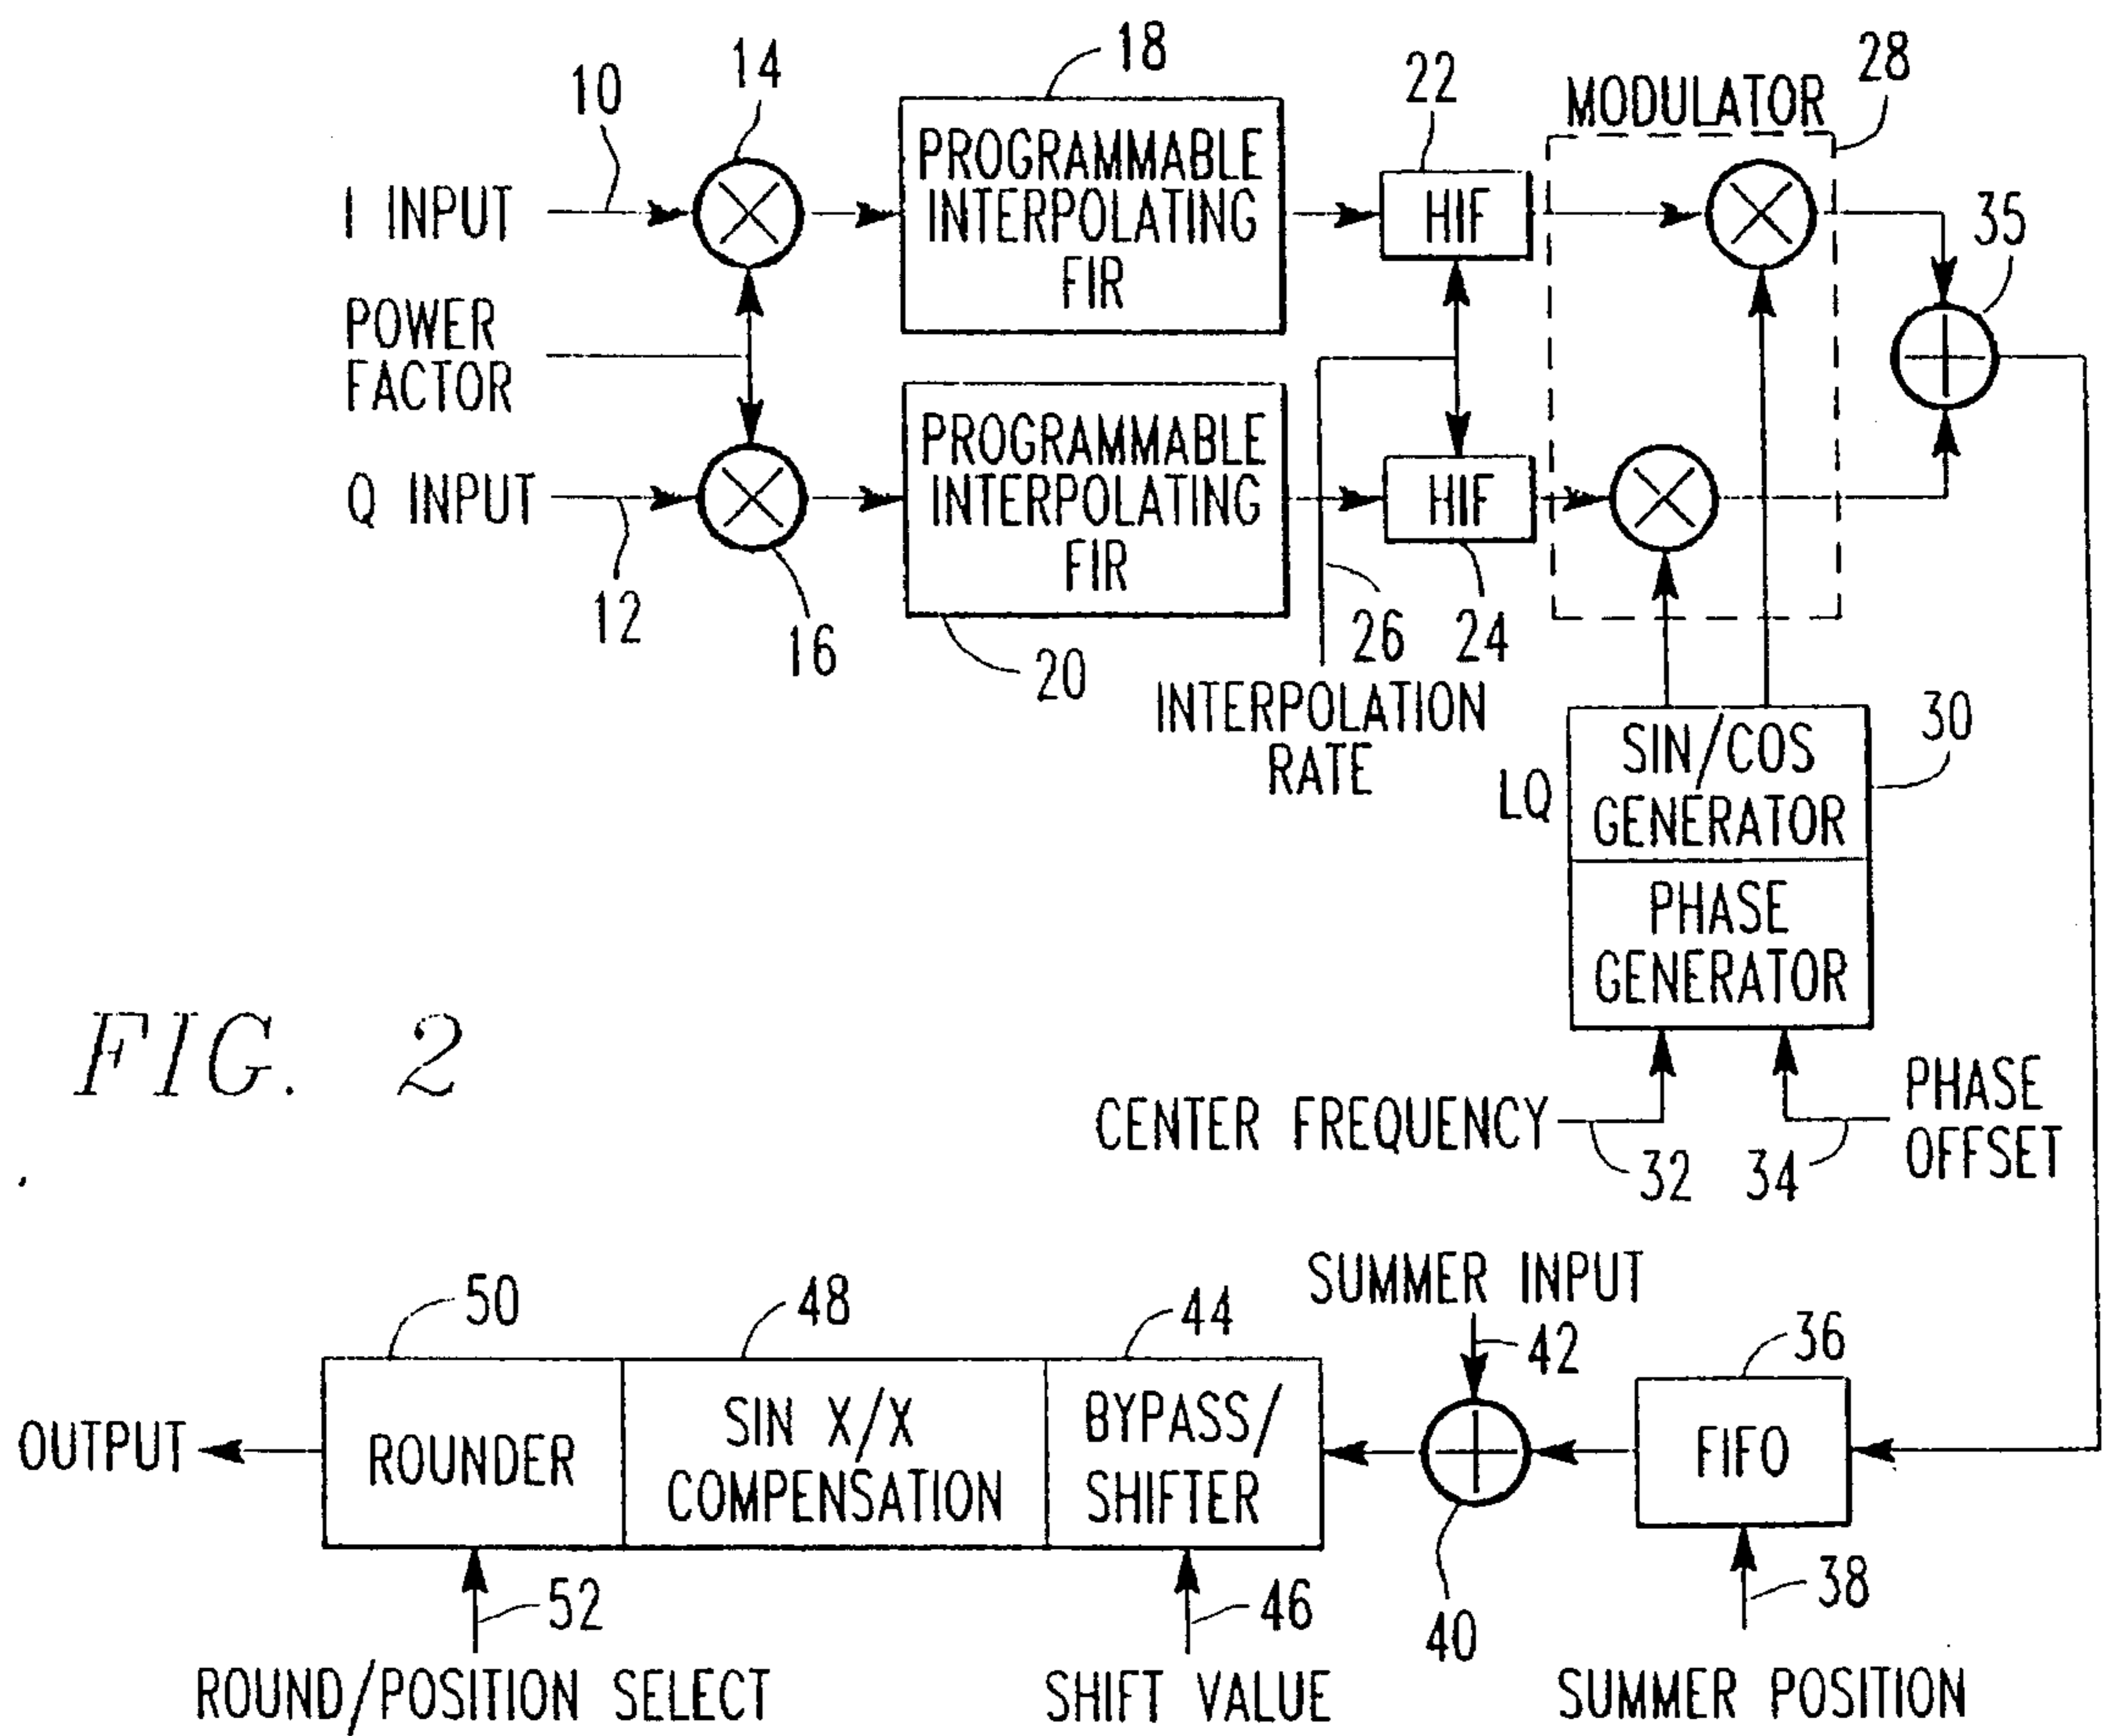 10
14
18
22
MODULATOR
28
I INPUT
PROGRAMMABLE
INTERPOLATING
FIR
HIF
35
POWER
FACTOR
Q INPUT
PROGRAMMABLE
INTERPOLATING
FIR
HIF
12
16
20
26
24
INTERPOLATION
RATE
LQ
SIN/COS
GENERATOR
30
PHASE
GENERATOR
FIG. 2
CENTER FREQUENCY
32
34
PHASE
OFFSET
50
48
44
SUMMER INPUT
42
36
OUTPUT
ROUNDER
SIN X/X
COMPENSATION
BYPASS/
SHIFTER
FIFO
52
46
40
38
ROUND/POSITION SELECT
SHIFT VALUE
SUMMER POSITION